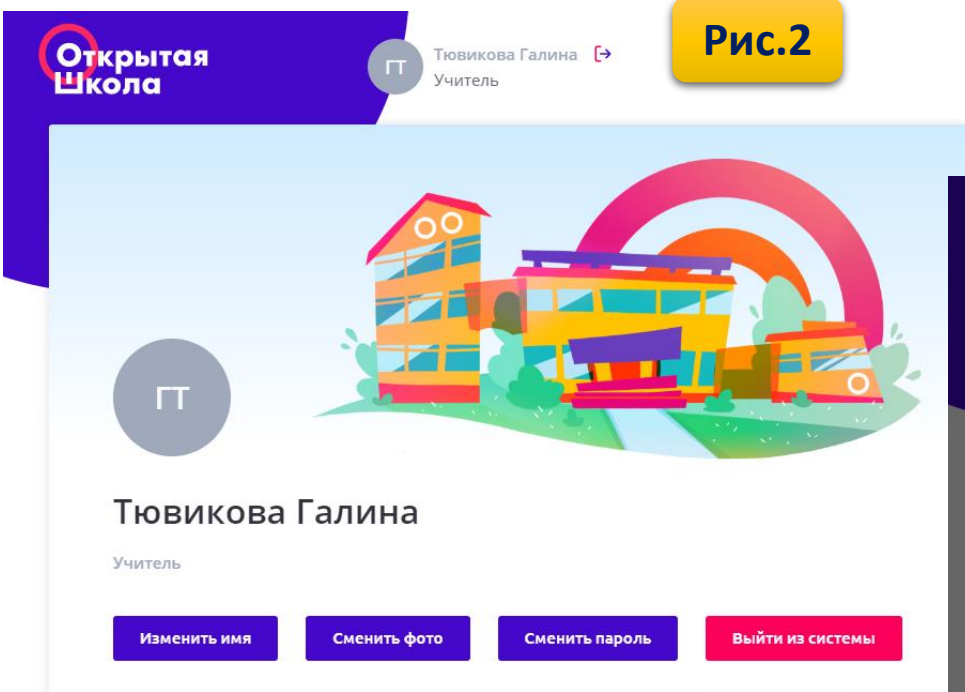 Открытая
Школа
ГТ
Тювикова Галина
Учитель
Рис.2
ГТ
Тювикова Галина
Учитель
Изменить имя
Сменить фото
Сменить пароль
Выйти из системы